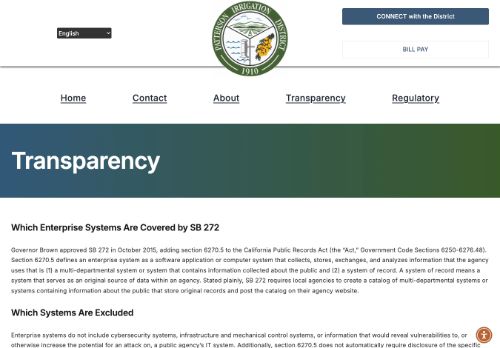 English
PATTERSON IRRIGATION DISTRICT
1910
CONNECT with the District
BILL PAY
Home
Contact
About
Transparency
Regulatory
Transparency
Which Enterprise Systems Are Covered by SB 272
Governor Brown approved SB 272 in October 2015, adding section 6270.5 to the California Public Records Act (the "Act," Government Code Sections 6250-6276.48).
Section 6270.5 defines an enterprise system as a software application or computer system that collects, stores, exchanges, and analyzes information that the agency
uses that is (1) a multi-departmental system or system that contains information collected about the public and (2) a system of record. A system of record means a
system that serves as an original source of data within an agency. Stated plainly, SB 272 requires local agencies to create a catalog of multi-departmental systems or
systems containing information about the public that store original records and post the catalog on their agency website.
Which Systems Are Excluded
Enterprise systems do not include cybersecurity systems, infrastructure and mechanical control systems, or information that would reveal vulnerabilities to, or
otherwise increase the potential for an attack on, a public agency's IT system. Additionally, section 6270.5 does not automatically require disclosure of the specific